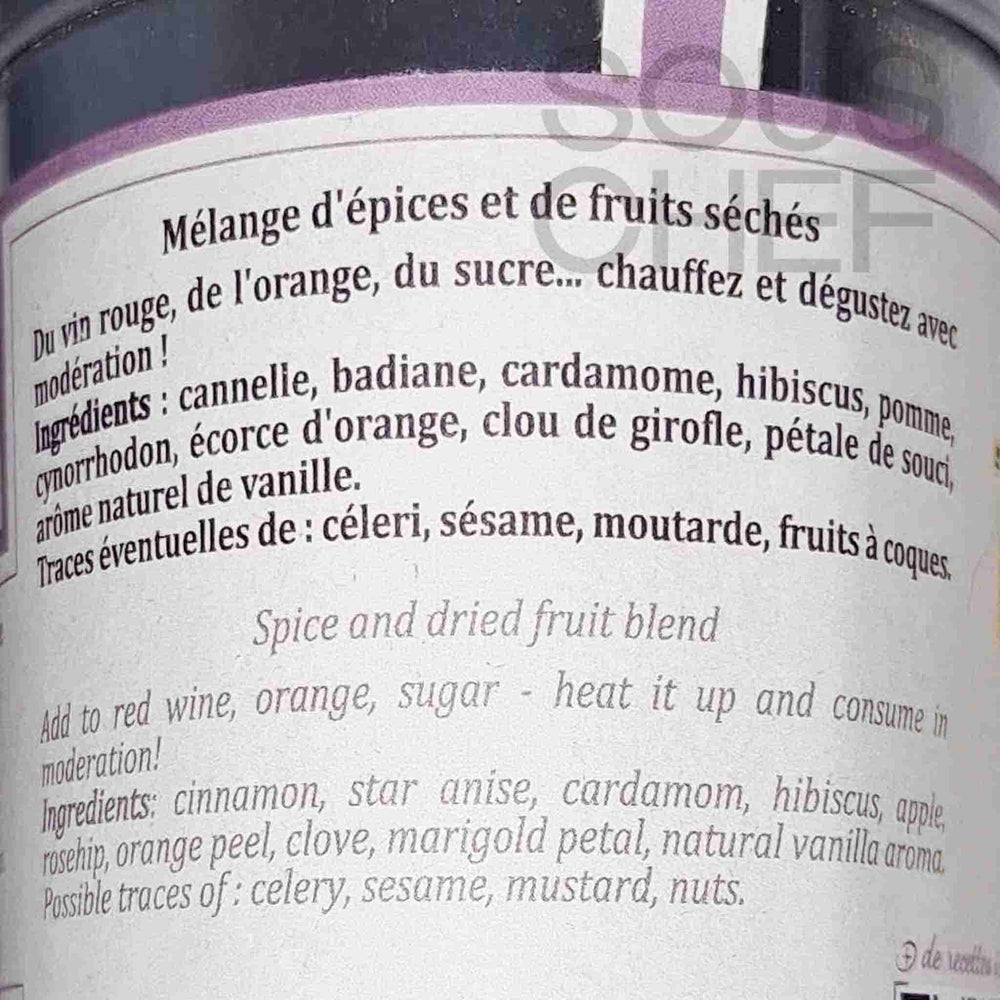 SOUS
CHEF
Mélange d'épices et de fruits séchés
Du vin rouge, de l'orange, du sucre... chauffez et dégustez avec
modération !
Ingrédients : cannelle, badiane, cardamome, hibiscus, pomme,
cynorrhodon, écorce d'orange, clou de girofle, pétale de souci,
arôme naturel de vanille.
Traces éventuelles de : céleri, sésame, moutarde, fruits à coques.
Spice and dried fruit blend
Add to red wine, orange, sugar - heat it up and consume in
moderation!
Ingredients: cinnamon, star anise, cardamom, hibiscus, apple,
rosehip, orange peel, clove, marigold petal, natural vanilla aroma.
Possible traces of : celery, sesame, mustard, nuts.
de recettes